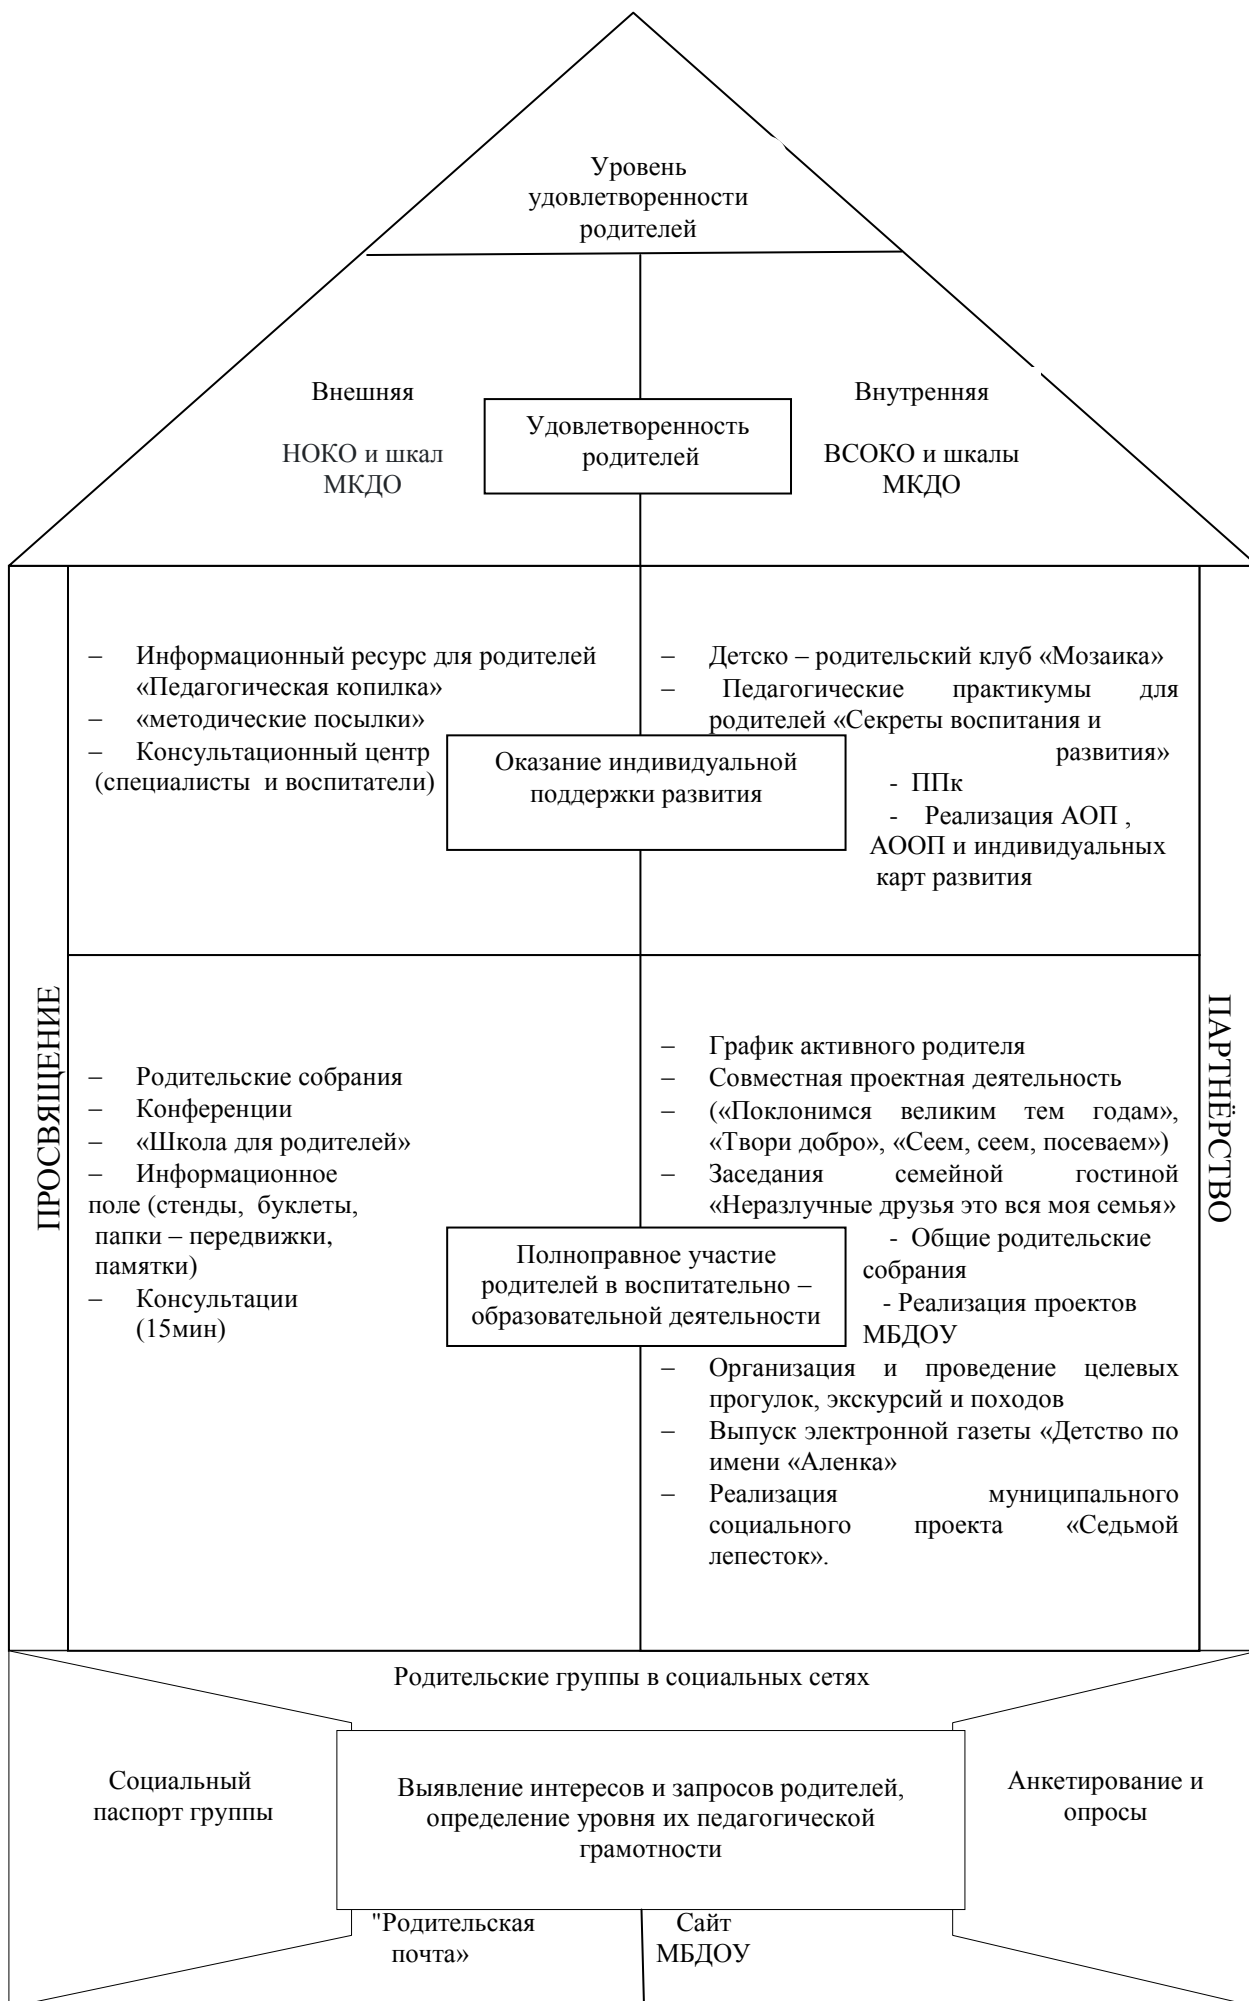 Уровень
удовлетворенности
родителей
Внешняя
НОКО и шкал
МКДО
Удовлетворенность
родителей
Внутренняя
ВСОКО и шкалы
МКДО
ПРОСВЯЩЕНИЕ
– Информационный ресурс для родителей
«Педагогическая копилка»
– «методические посылки»
– Консультационный центр
(специалисты и воспитатели)
Оказание индивидуальной
поддержки развития
– Детско – родительский клуб «Мозаика»
– Педагогические практикумы для
родителей «Секреты воспитания и
развития»
- ППк
- Реализация АОП ,
АООП и индивидуальных
карт развития
– Родительские собрания
– Конференции
– «Школа для родителей»
– Информационное
поле (стенды, буклеты,
папки – передвижки,
памятки)
– Консультации
(15мин)
Полноправное участие
родителей в воспитательно –
образовательной деятельности
– График активного родителя
– Совместная проектная деятельность
– («Поклонимся великим тем годам»,
«Твори добро», «Сеем, сеем, посеваем»)
– Заседания семейной гостиной
«Неразлучные друзья это вся моя семья»
- Общие родительские
собрания
- Реализация проектов
МБДОУ
– Организация и проведение целевых
прогулок, экскурсий и походов
– Выпуск электронной газеты «Детство по
имени «Аленка»
– Реализация муниципального
социального проекта «Седьмой
лепесток».
ПАРТНЁРСТВО
Родительские группы в социальных сетях
Социальный
паспорт группы
Выявление интересов и запросов родителей,
определение уровня их педагогической
грамотности
Анкетирование и
опросы
"Родительская
почта»
Сайт
МБДОУ